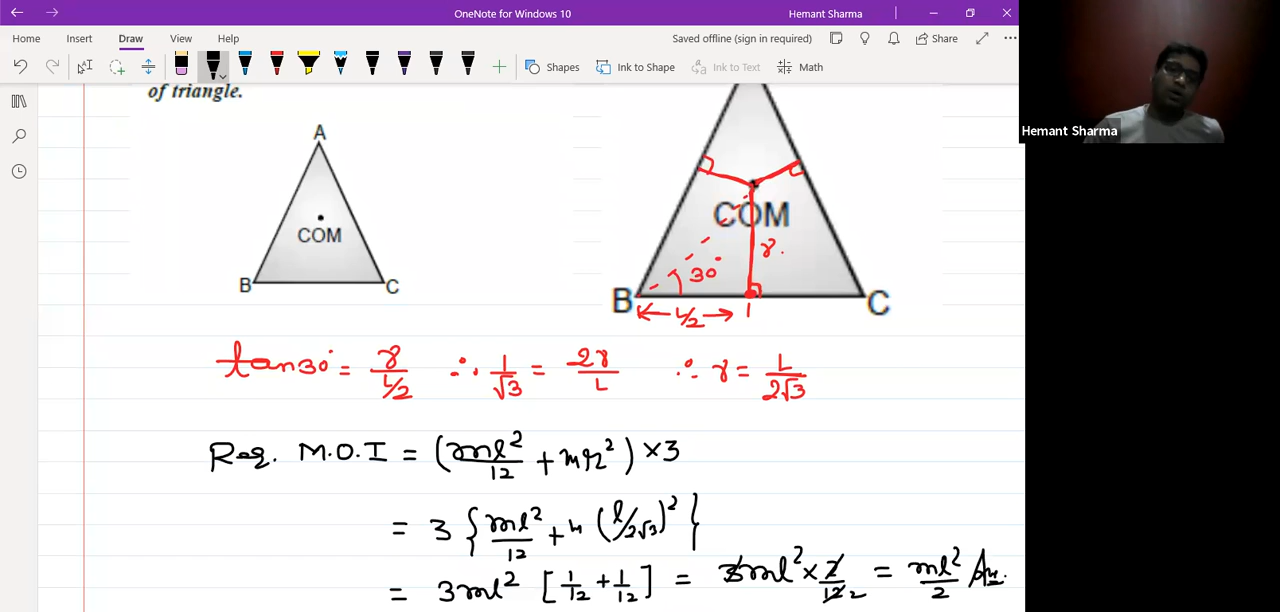 OneNote for Windows 10
Hemant Sharma
Home Insert Draw View Help
Saved offline (sign in required)
Share
Shapes
Ink to Shape
Ink to Text
Math
Hemant Sharma
of triangle.
A
COM
B
C
COM
r.
30°
B
C
L/2
tan30° = r/(L/2) ∴ 1/√3 = 2r/L ∴ r = L/2√3
Req. M.O.I = (ml²/12 + mr²) × 3
= 3 {ml²/12 + m (l/2√3)²}
= 3ml² [1/12 + 1/12] = 3ml² × 2/12 2 = ml²/2 Ans.